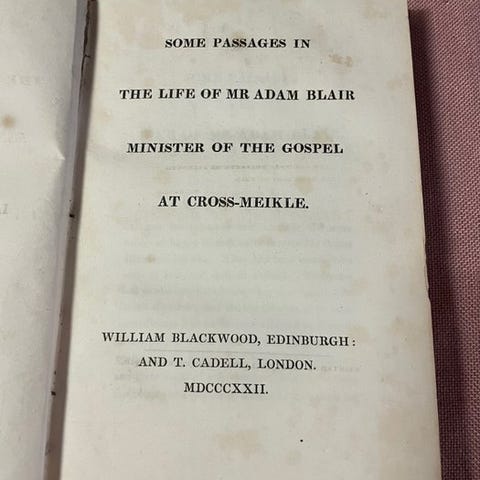 SOME PASSAGES IN
THE LIFE OF MR ADAM BLAIR
MINISTER OF THE GOSPEL
AT CROSS-MEIKLE.
WILLIAM BLACKWOOD, EDINBURGH:
AND T. CADELL, LONDON.
MDCCCXXII.